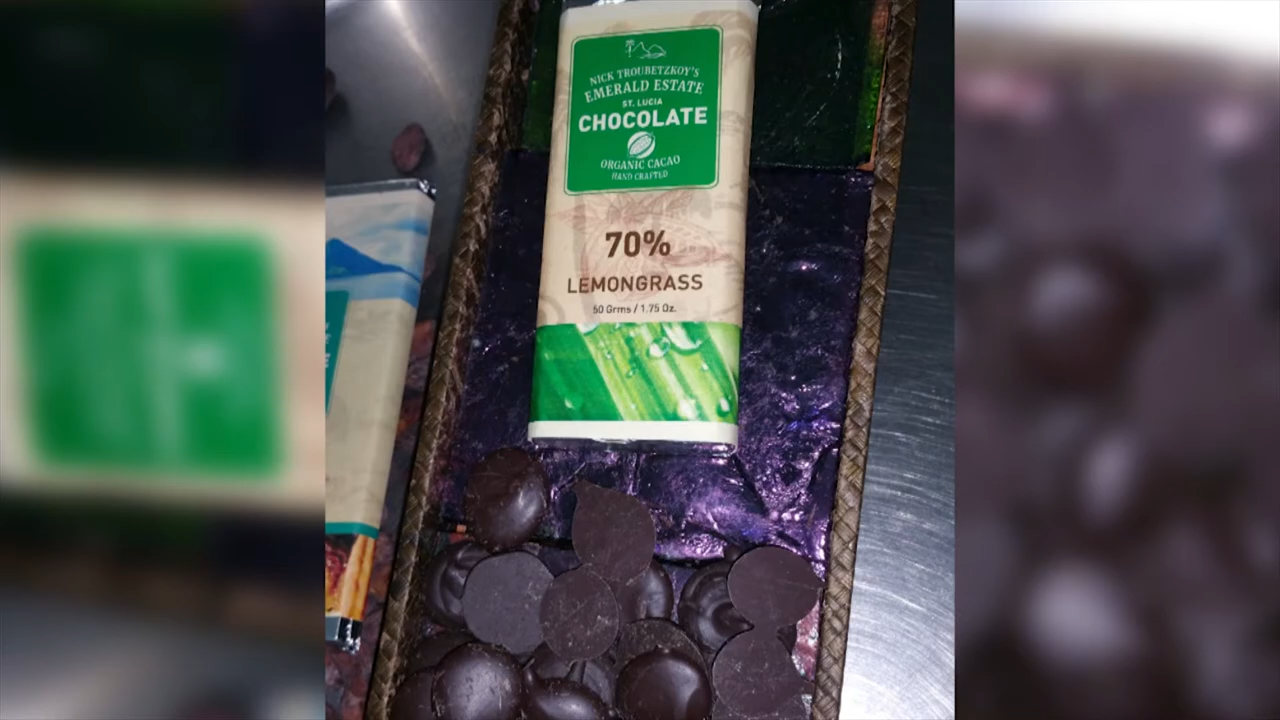 NICK TROUBETZKOY'S
EMERALD ESTATE
ST. LUCIA
CHOCOLATE
ORGANIC CACAO
HAND CRAFTED
70%
LEMONGRASS
50 Grms / 1.75 Oz.